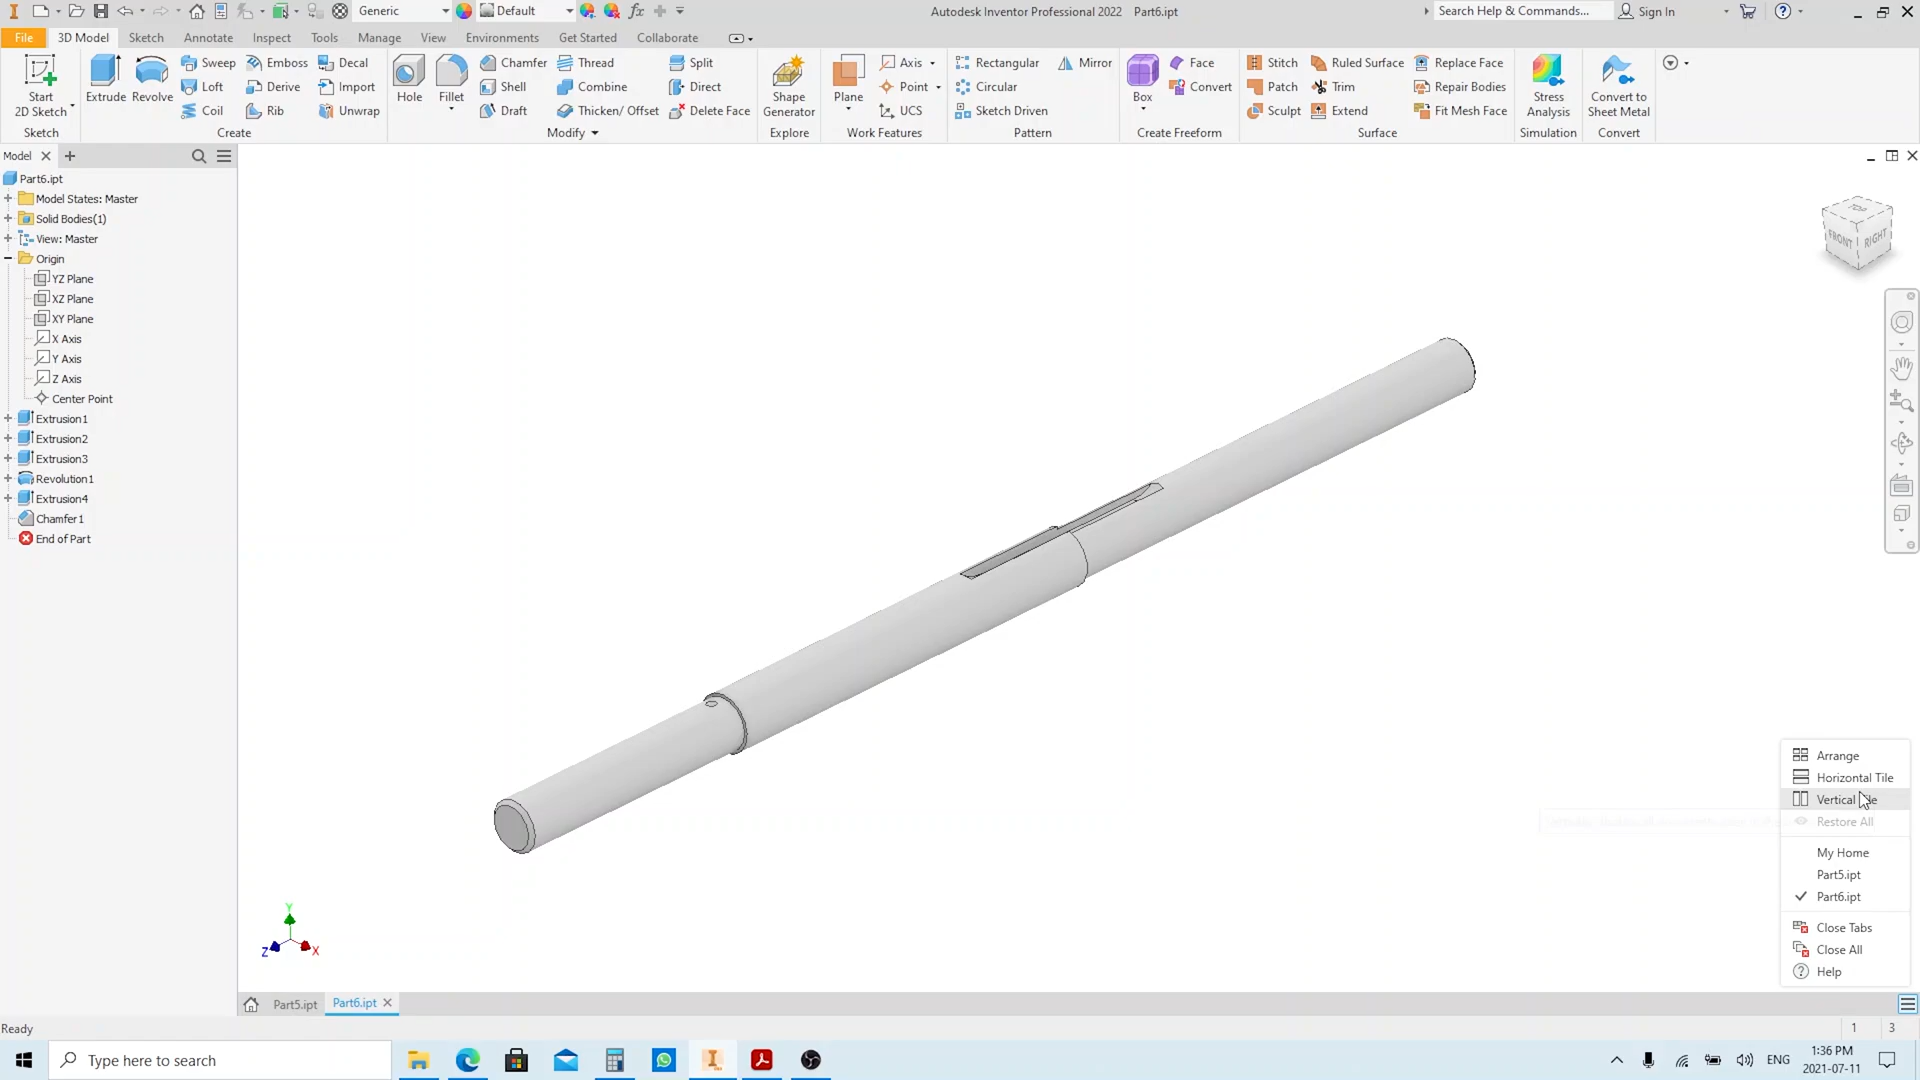 Generic Default Autodesk Inventor Professional 2022 Part6.ipt Search Help & Commands... Sign In
File 3D Model Sketch Annotate Inspect Tools Manage View Environments Get Started Collaborate
Start
2D Sketch
Sketch
Extrude
Revolve
Sweep
Loft
Coil
Emboss
Derive
Rib
Decal
Import
Unwrap
Create
Hole
Fillet
Chamfer
Shell
Draft
Thread
Combine
Thicken/ Offset
Split
Direct
Delete Face
Modify
Shape
Generator
Explore
Plane
Axis
Point
UCS
Work Features
Rectangular
Circular
Sketch Driven
Mirror
Pattern
Box
Face
Convert
Create Freeform
Stitch
Patch
Sculpt
Ruled Surface
Trim
Extend
Replace Face
Repair Bodies
Fit Mesh Face
Surface
Stress
Analysis
Simulation
Convert to
Sheet Metal
Convert
Model
Part6.ipt
Model States: Master
Solid Bodies(1)
View: Master
Origin
YZ Plane
XZ Plane
XY Plane
X Axis
Y Axis
Z Axis
Center Point
Extrusion1
Extrusion2
Extrusion3
Revolution1
Extrusion4
Chamfer1
End of Part
TOP
FRONT
RIGHT
Y
Z
X
Arrange
Horizontal Tile
Vertical
Restore All
My Home
Part5.ipt
Part6.ipt
Close Tabs
Close All
Help
Part5.ipt Part6.ipt
Ready 1 3
Type here to search
ENG
1:36 PM
2021-07-11